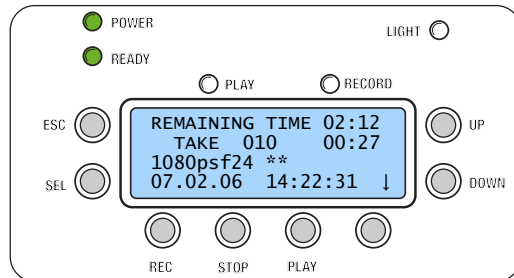 POWER
LIGHT
READY
PLAY RECORD
ESC
REMAINING TIME 02:12
UP
TAKE 010 00:27
1080psf24 **
SEL
07.02.06 14:22:31 ↓
DOWN
REC STOP PLAY